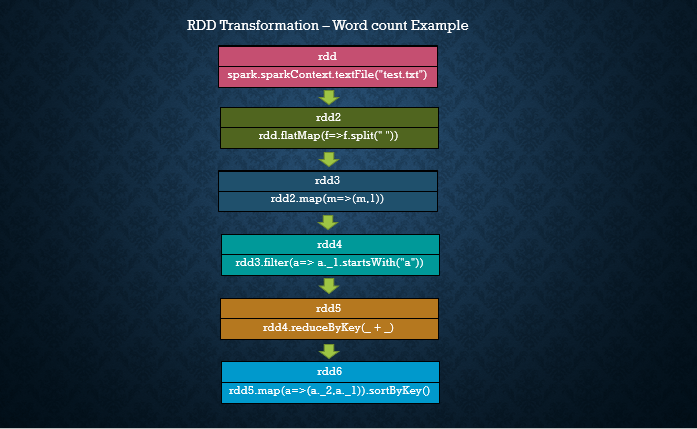 RDD Transformation – Word count Example
rdd
spark.sparkContext.textFile("test.txt")
rdd2
rdd.flatMap(f=>f.split(" "))
rdd3
rdd2.map(m=>(m,1))
rdd4
rdd3.filter(a=> a._1.startsWith("a"))
rdd5
rdd4.reduceByKey(_ + _)
rdd6
rdd5.map(a=>(a._2,a._1)).sortByKey()